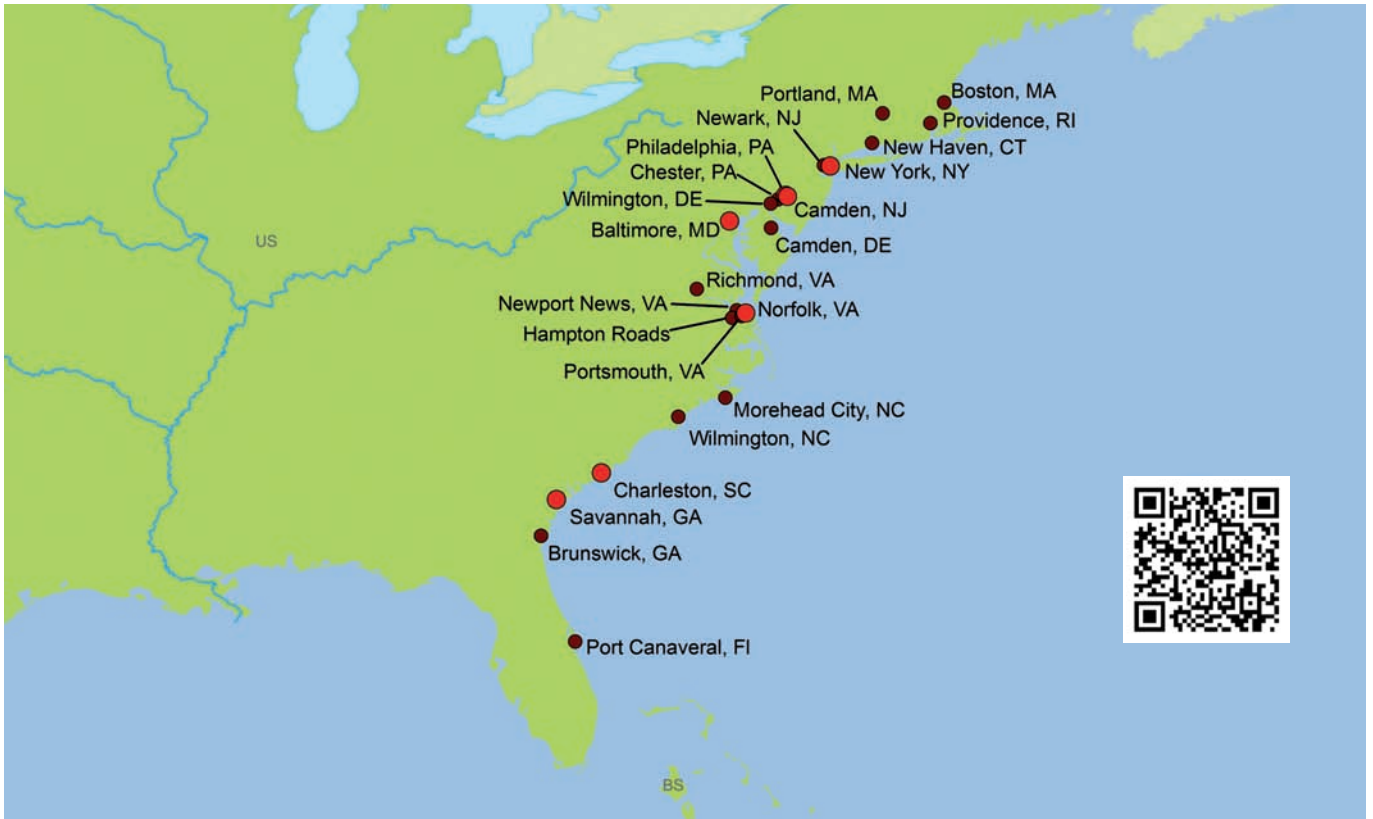 Boston, MA
Portland, MA
Newark, NJ
Providence, RI
Philadelphia, PA
New Haven, CT
Chester, PA
New York, NY
Wilmington, DE
Camden, NJ
Baltimore, MD
US
Camden, DE
Richmond, VA
Newport News, VA
Norfolk, VA
Hampton Roads
Portsmouth, VA
Morehead City, NC
Wilmington, NC
Charleston, SC
Savannah, GA
Brunswick, GA
Port Canaveral, Fl
BS